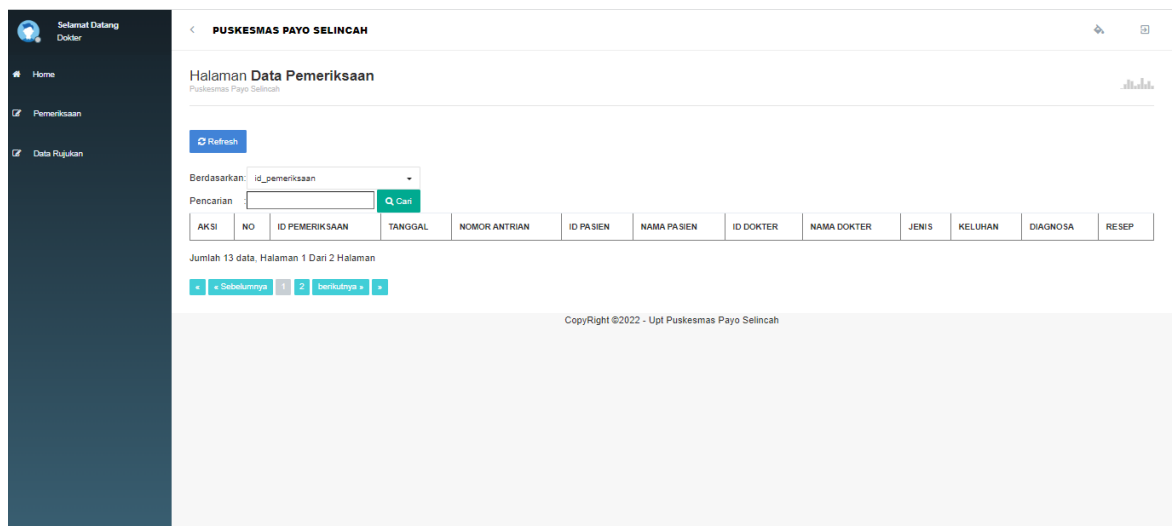 Selamat Datang
Dokter
Home
Pemeriksaan
Data Rujukan
PUSKESMAS PAYO SELINCAH
Halaman Data Pemeriksaan
Puskesmas Payo Selincah
Refresh
Berdasarkan: id_pemeriksaan
Pencarian : Cari
AKSI NO ID PEMERIKSAAN TANGGAL NOMOR ANTRIAN ID PASIEN NAMA PASIEN ID DOKTER NAMA DOKTER JENIS KELUHAN DIAGNOSA RESEP
Jumlah 13 data, Halaman 1 Dari 2 Halaman
« « Sebelumnya 1 2 berikutnya » »
CopyRight ©2022 - Upt Puskesmas Payo Selincah